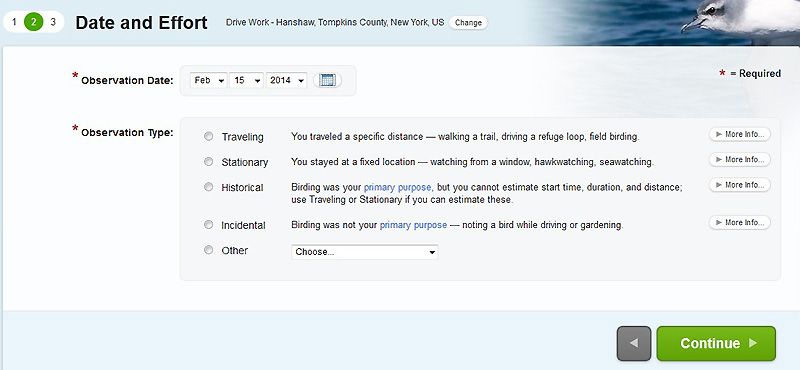 1 2 3 Date and Effort Drive Work - Hanshaw, Tompkins County, New York, US Change
* = Required
* Observation Date: Feb 15 2014
* Observation Type:
Traveling You traveled a specific distance — walking a trail, driving a refuge loop, field birding. More Info...
Stationary You stayed at a fixed location — watching from a window, hawkwatching, seawatching. More Info...
Historical Birding was your primary purpose, but you cannot estimate start time, duration, and distance; More Info...
use Traveling or Stationary if you can estimate these.
Incidental Birding was not your primary purpose — noting a bird while driving or gardening. More Info...
Other Choose...
Continue